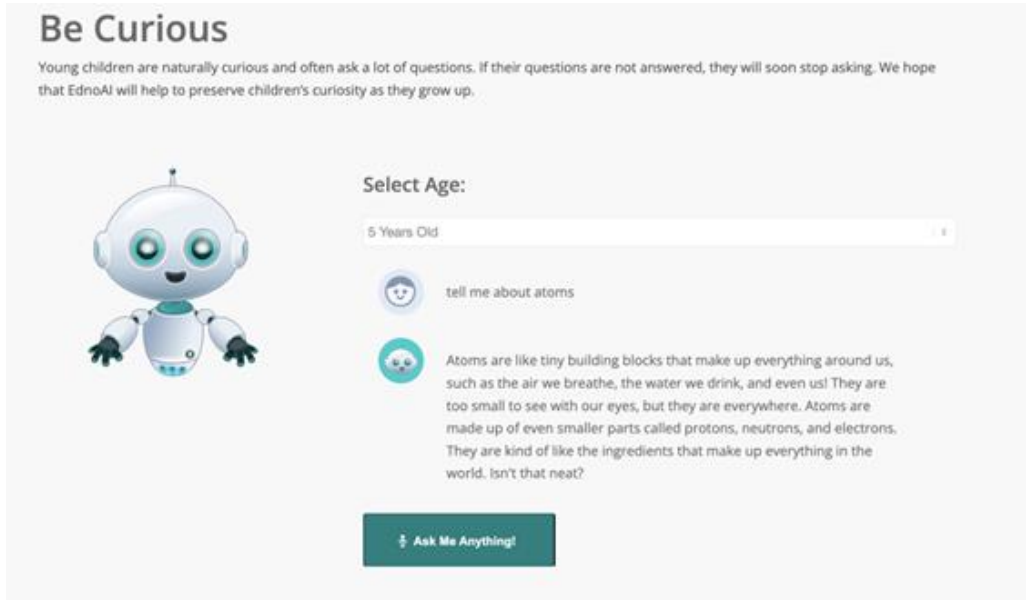 Be Curious
Young children are naturally curious and often ask a lot of questions. If their questions are not answered, they will soon stop asking. We hope
that EdnoAI will help to preserve children's curiosity as they grow up.
Select Age:
5 Years Old
tell me about atoms
Atoms are like tiny building blocks that make up everything around us,
such as the air we breathe, the water we drink, and even us! They are
too small to see with our eyes, but they are everywhere. Atoms are
made up of even smaller parts called protons, neutrons, and electrons.
They are kind of like the ingredients that make up everything in the
world. Isn't that neat?
Ask Me Anything!